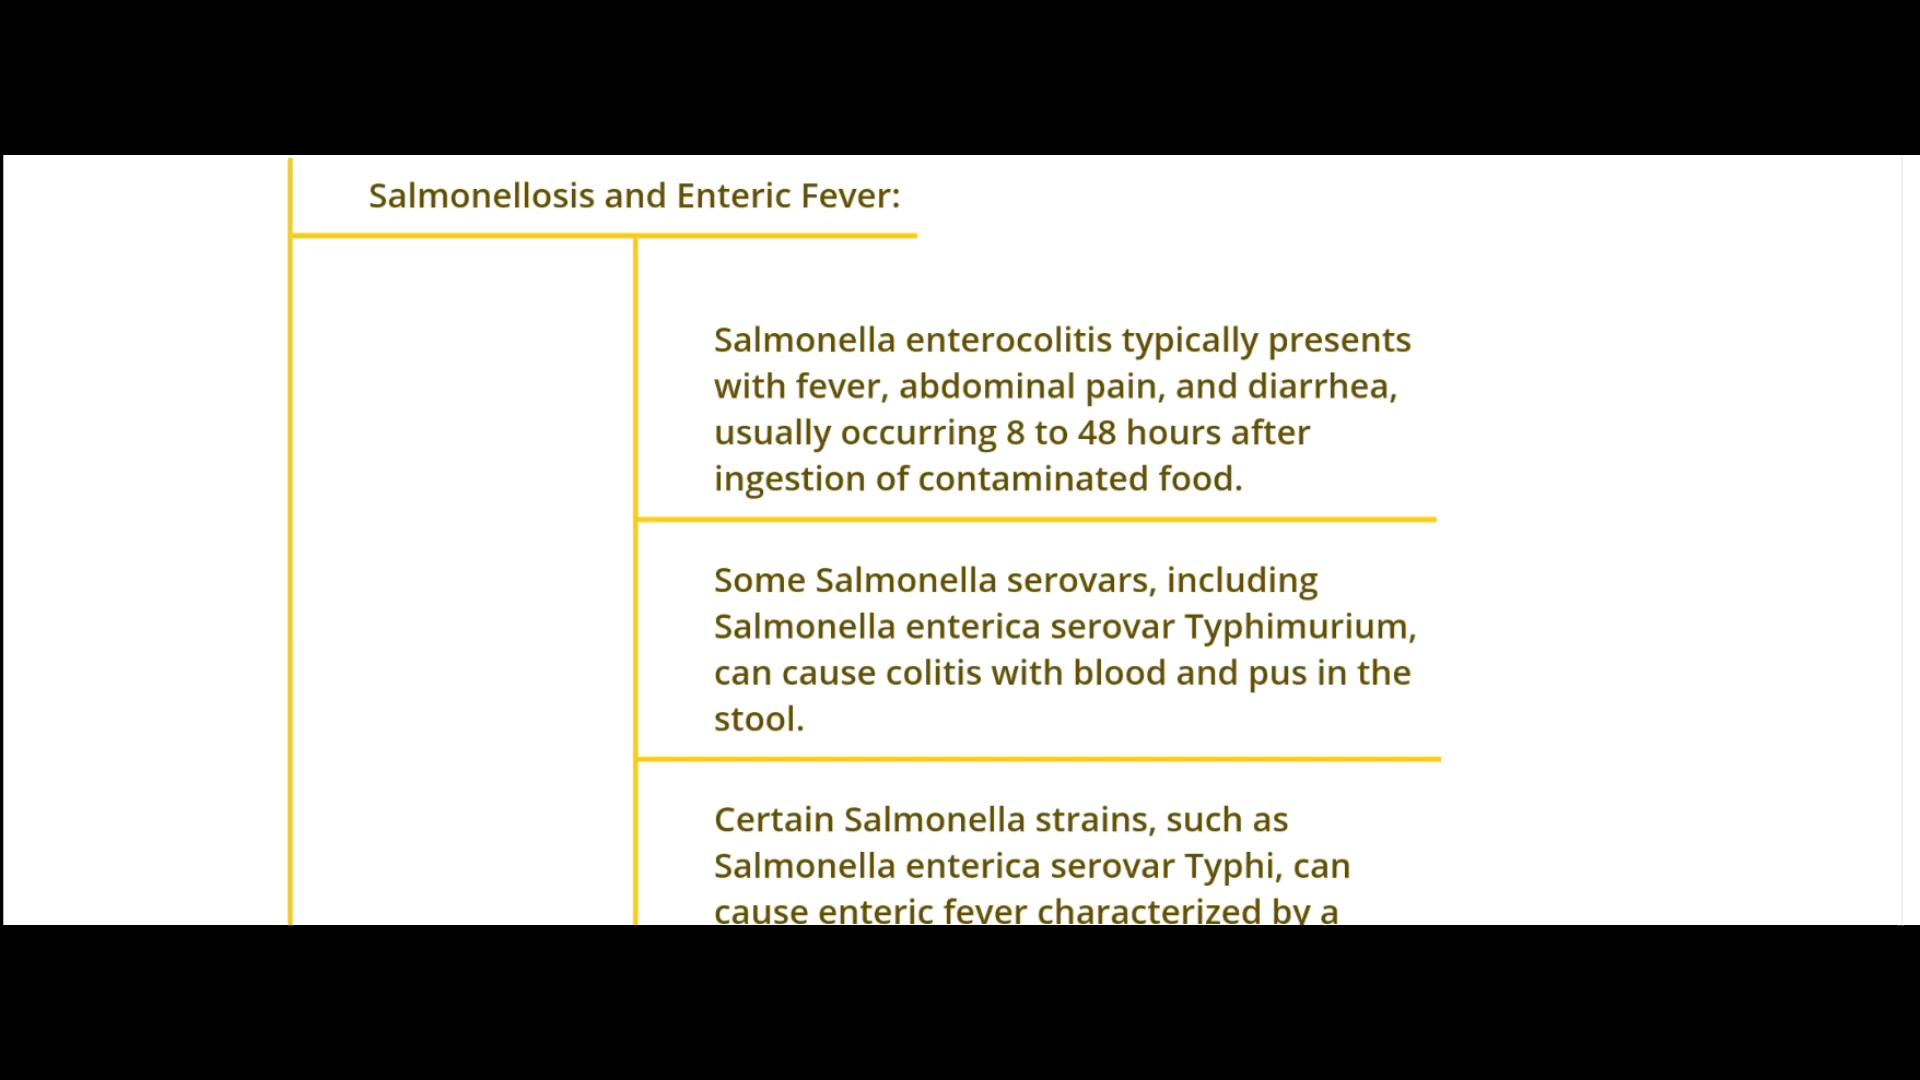 Salmonellosis and Enteric Fever:
Salmonella enterocolitis typically presents
with fever, abdominal pain, and diarrhea,
usually occurring 8 to 48 hours after
ingestion of contaminated food.
Some Salmonella serovars, including
Salmonella enterica serovar Typhimurium,
can cause colitis with blood and pus in the
stool.
Certain Salmonella strains, such as
Salmonella enterica serovar Typhi, can
cause enteric fever characterized by a